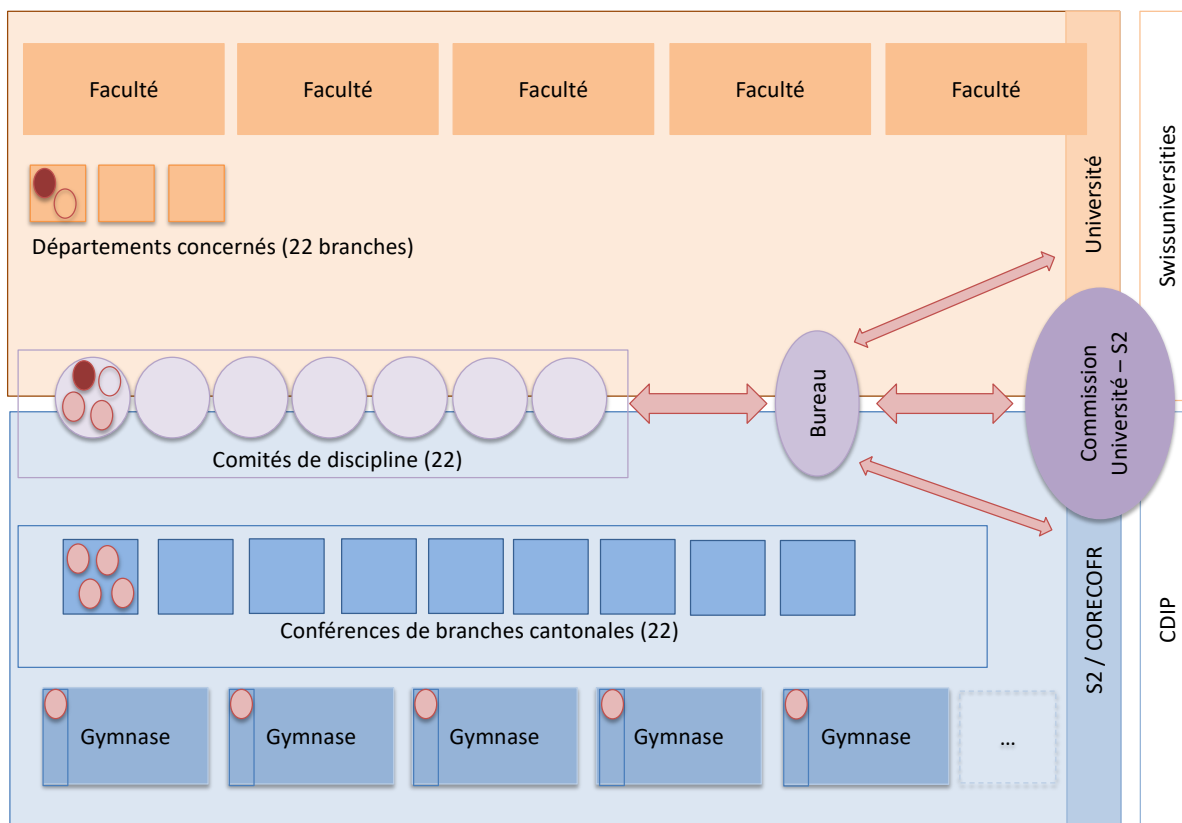 Faculté
Faculté
Faculté
Faculté
Faculté
Université
Swissuniversities
Départements concernés (22 branches)
Comités de discipline (22)
Bureau
Commission
Université – S2
Conférences de branches cantonales (22)
S2 / CORECOFR
CDIP
Gymnase
Gymnase
Gymnase
Gymnase
Gymnase
...